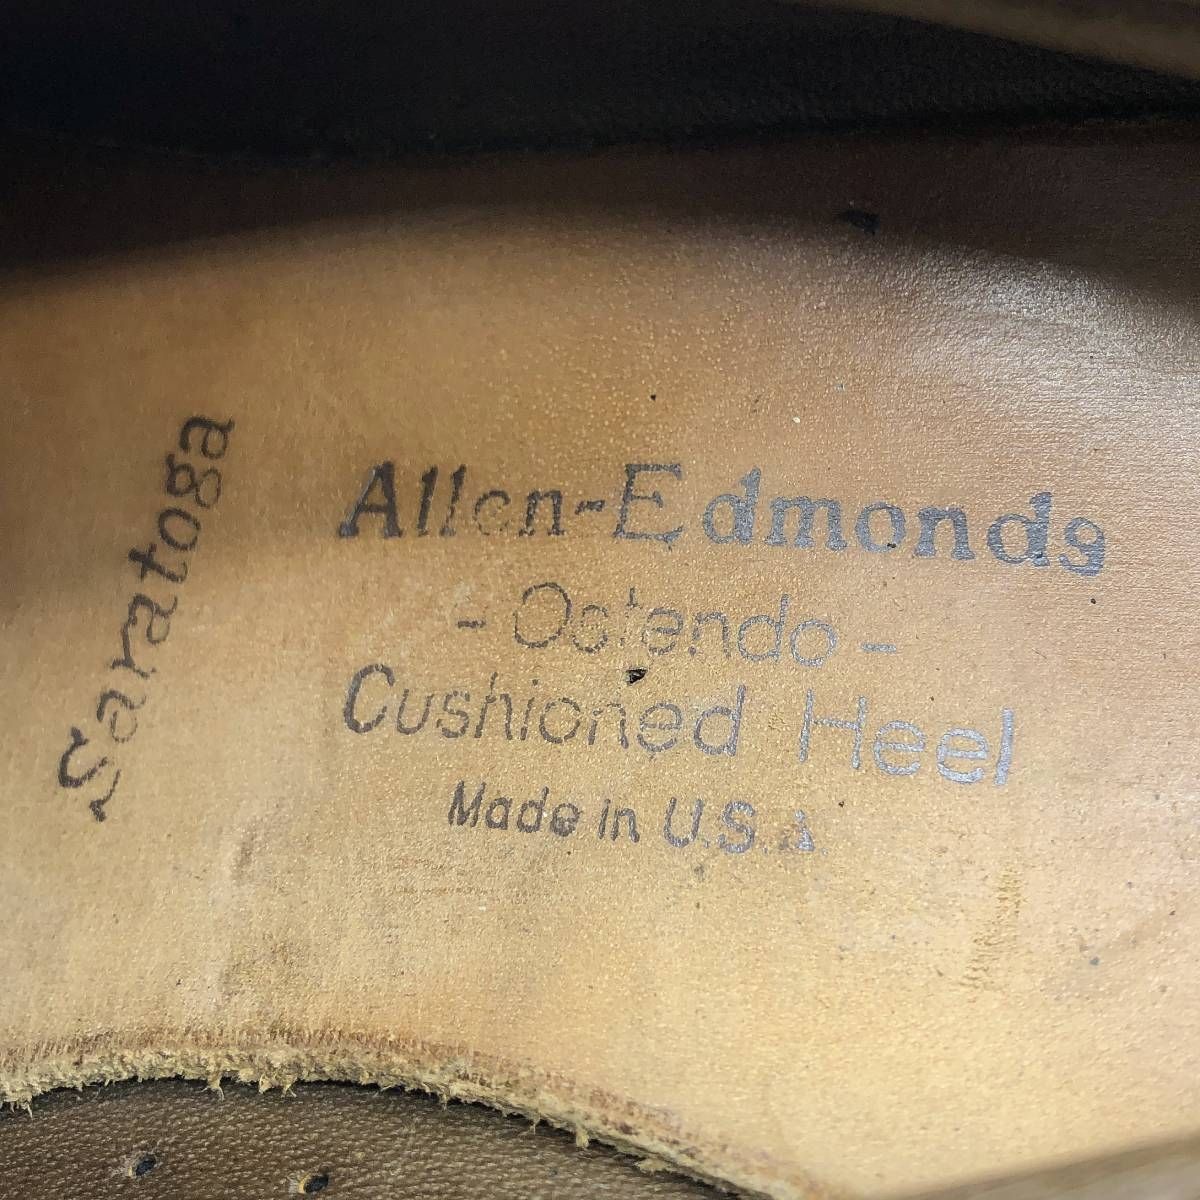 Saratoga
Allen-Edmonds
- Ostendo -
Cushioned Heel
Made in U.S.A.